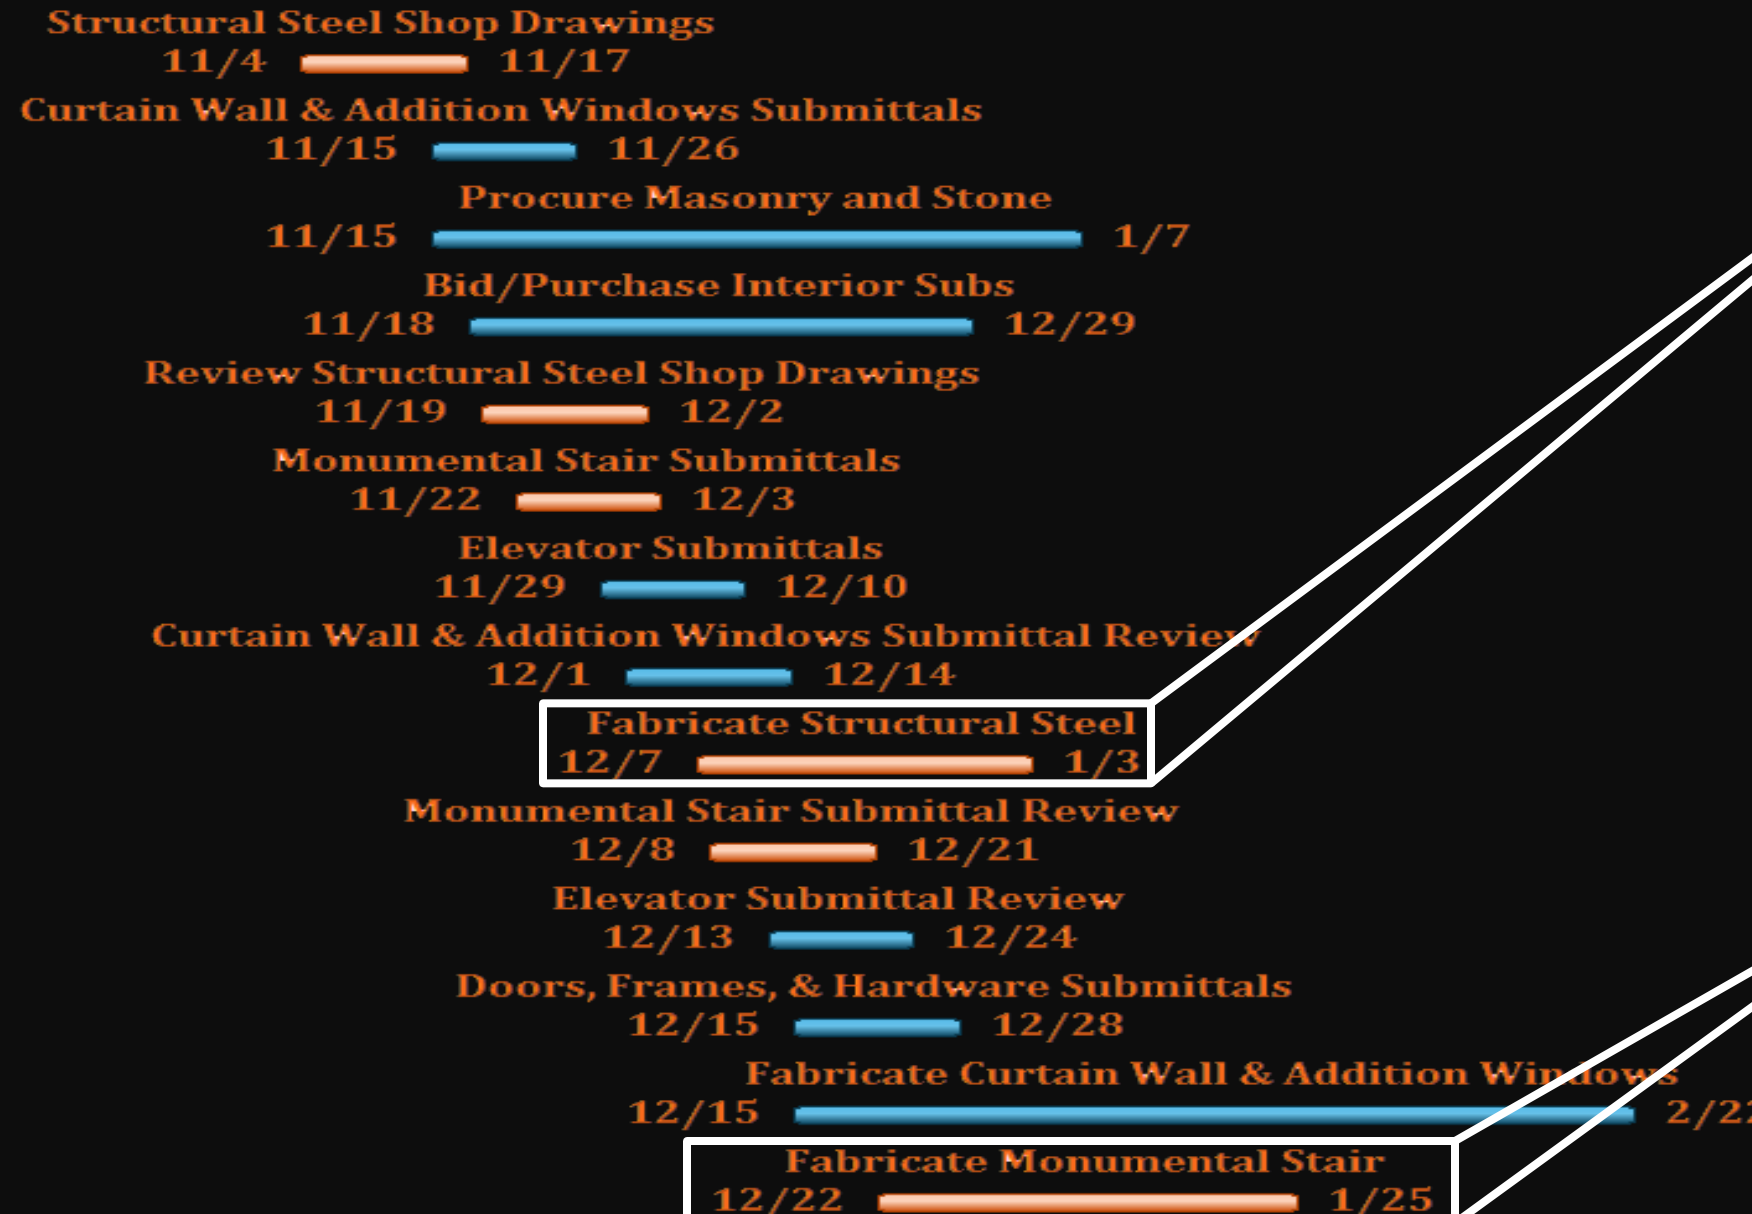 Structural Steel Shop Drawings
11/4 11/17
Curtain Wall & Addition Windows Submittals
11/15 11/26
Procure Masonry and Stone
11/15 1/7
Bid/Purchase Interior Subs
11/18 12/29
Review Structural Steel Shop Drawings
11/19 12/2
Monumental Stair Submittals
11/22 12/3
Elevator Submittals
11/29 12/10
Curtain Wall & Addition Windows Submittal Review
12/1 12/14
Fabricate Structural Steel
12/7 1/3
Monumental Stair Submittal Review
12/8 12/21
Elevator Submittal Review
12/13 12/24
Doors, Frames, & Hardware Submittals
12/15 12/28
Fabricate Curtain Wall & Addition Windows
12/15
Fabricate Monumental Stair
12/22 1/25